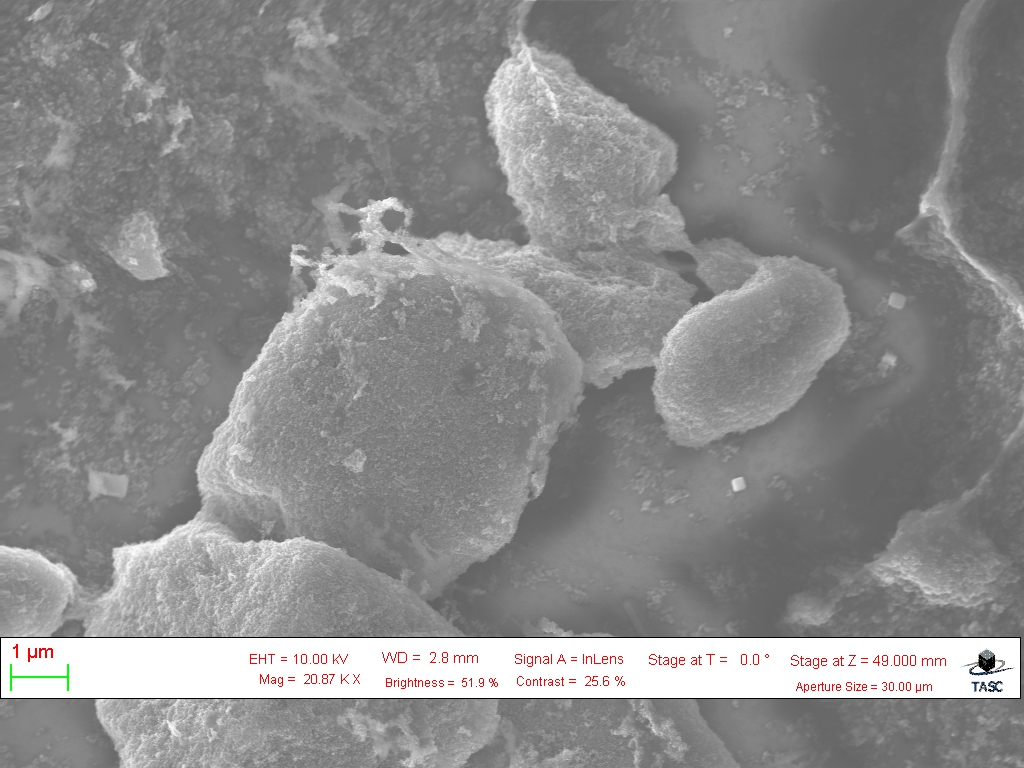 1 µm
EHT = 10.00 kV WD = 2.8 mm Signal A = InLens Stage at T = 0.0 ° Stage at Z = 49.000 mm
Mag = 20.87 K X Brightness = 51.9 % Contrast = 25.6 % Aperture Size = 30.00 µm
TASC